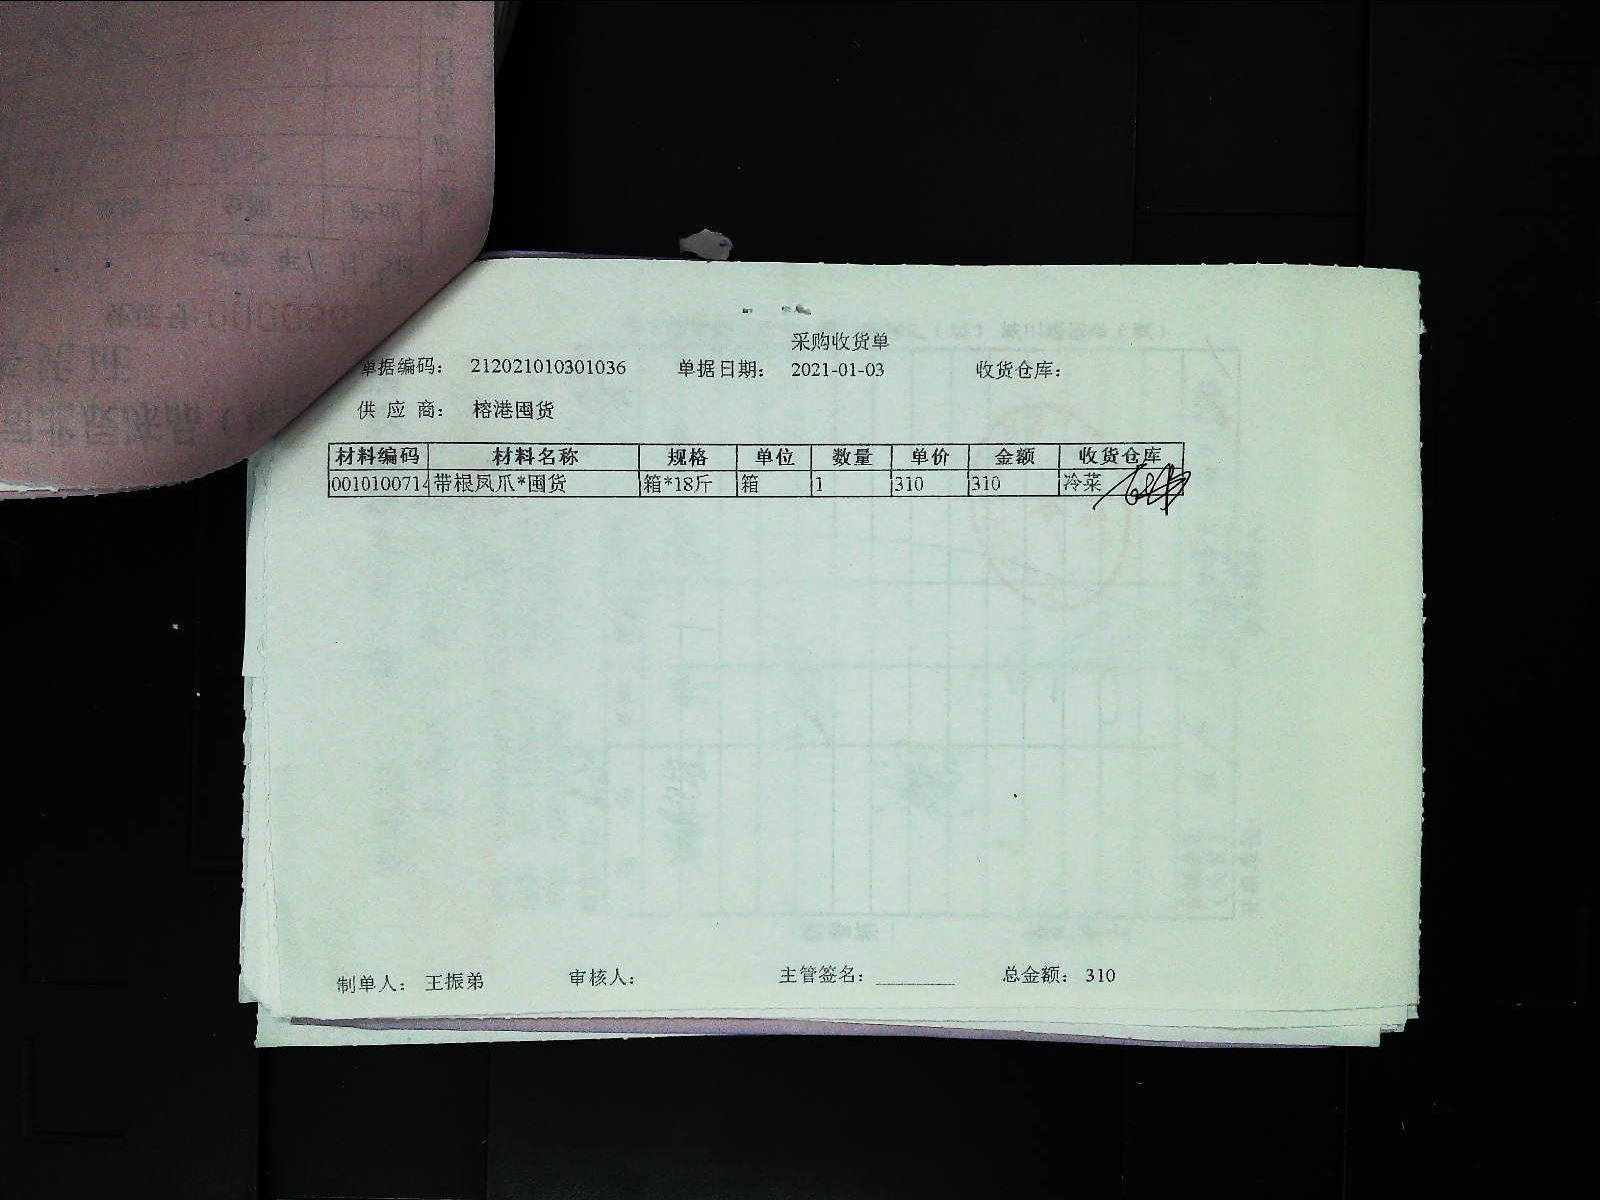 采购收货单
单据编码: 212021010301036 单据日期: 2021-01-03 收货仓库:
供应商: 榕港囤货
材料编码 材料名称 规格 单位 数量 单价 金额 收货仓库
0010100714 带根凤爪*囤货 箱*18斤 箱 1 310 310 冷菜
制单人: 王振弟 审核人: 主管签名: 总金额: 310